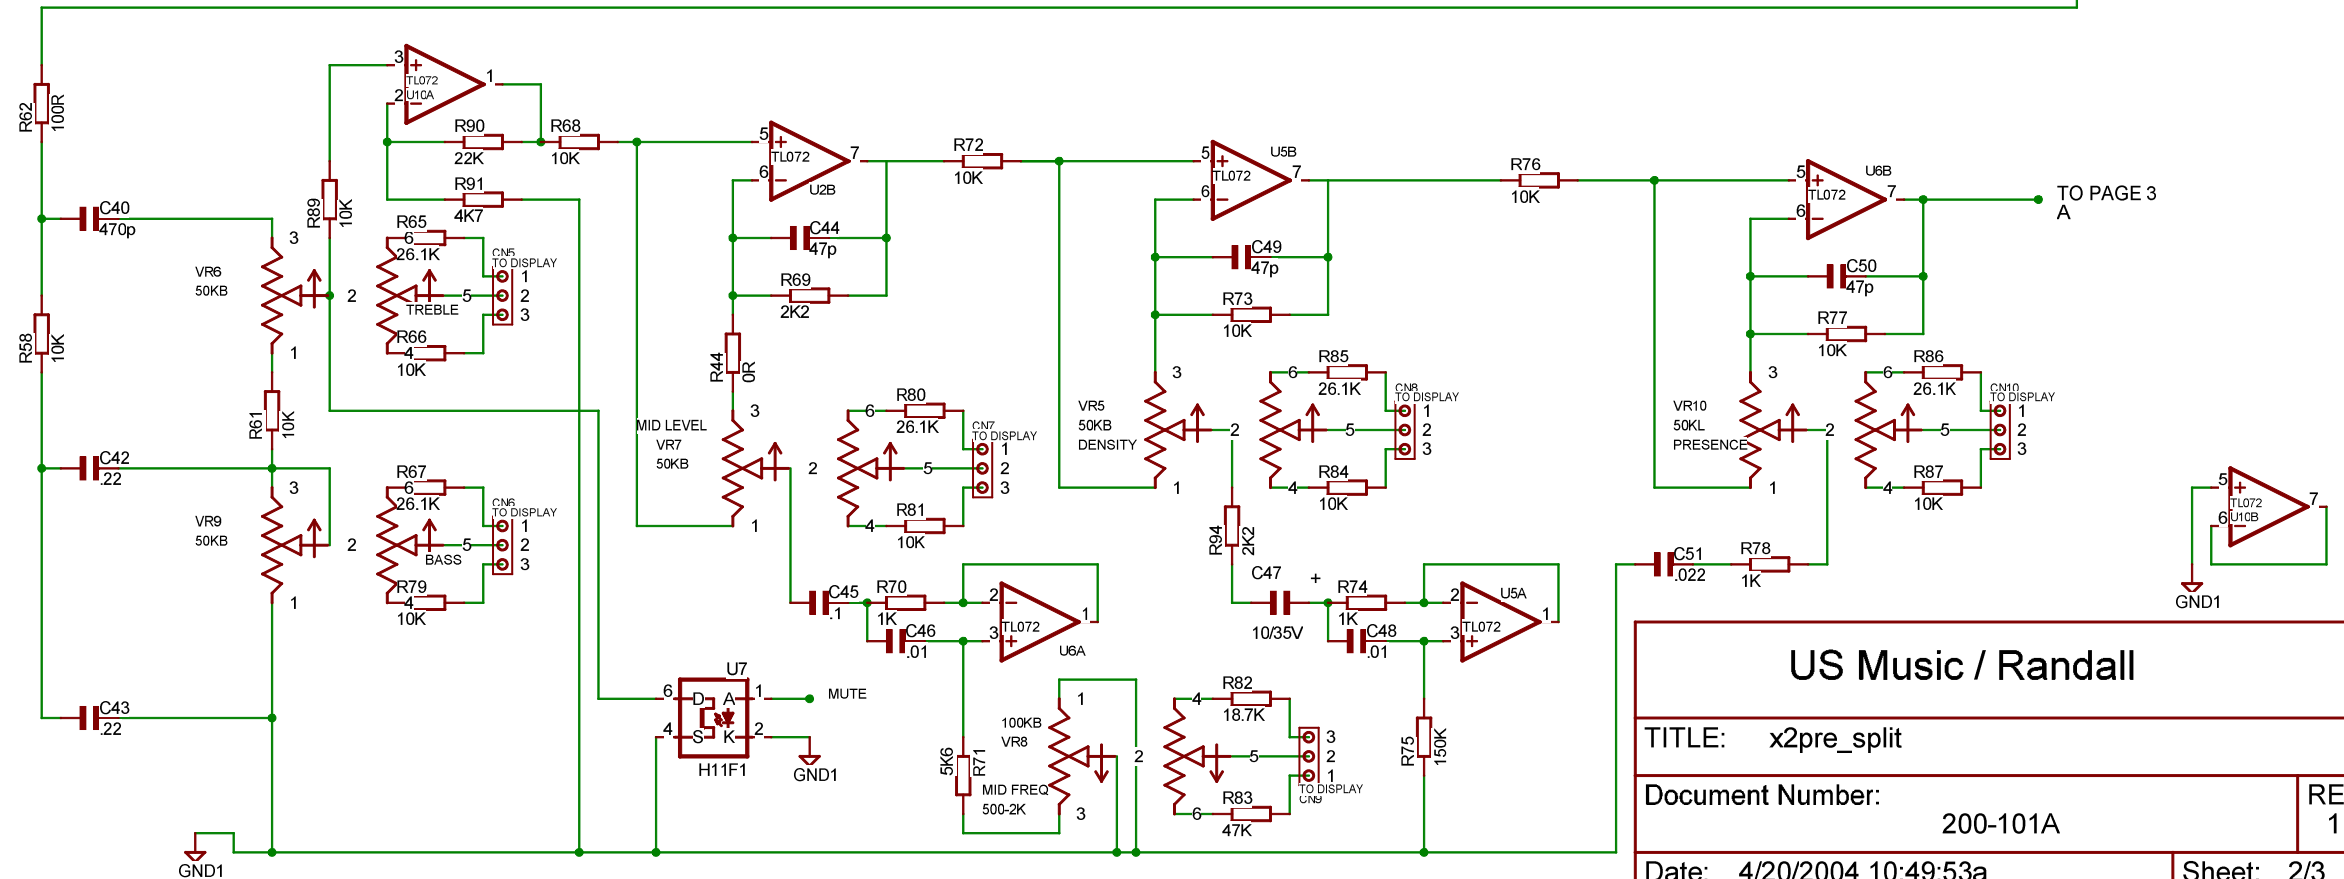 R62
100R
3
TL072
U10A
2
1
R90
22K
R68
10K
R91
4K7
R89
10K
C40
470p
3
VR6
50KB
2
1
R65
6
26.1K
CN5
TO DISPLAY
1
2
3
5
TREBLE
R66
4
10K
R58
10K
R61
10K
C42
.22
3
VR9
50KB
2
1
R67
6
26.1K
CN6
TO DISPLAY
1
2
3
5
BASS
R79
4
10K
C43
.22
GND1
5
TL072
6
7
U2B
C44
47p
R69
2K2
R44
0R
MID LEVEL
VR7
50KB
3
2
1
R80
6
26.1K
CN7
TO DISPLAY
1
2
3
5
R81
4
10K
C45
.1
R70
1K
C46
.01
2
TL072
3
1
U6A
U7
6
D
A
1
MUTE
4
S
K
2
H11F1
GND1
5K6
R71
100KB
VR8
MID FREQ
500-2K
1
2
3
R72
10K
5
TL072
6
7
U5B
C49
47p
R73
10K
VR5
50KB
DENSITY
3
2
1
R85
6
26.1K
CN8
TO DISPLAY
1
2
3
5
R84
4
10K
R94
2K2
C47
+
10/35V
R74
1K
C48
.01
2
TL072
3
1
U5A
R82
4
18.7K
3
2
1
5
TO DISPLAY
CN9
R83
6
47K
R75
150K
R76
10K
5
TL072
6
7
U6B
TO PAGE 3
A
C50
47p
R77
10K
VR10
50KL
PRESENCE
3
2
1
R86
6
26.1K
CN10
TO DISPLAY
1
2
3
5
R87
4
10K
C51
.022
R78
1K
5
TL072
U10B
6
7
GND1
US Music / Randall
TITLE: x2pre_split
Document Number:
200-101A
RE
1
Date: 4/20/2004 10:49:53a
Sheet: 2/3